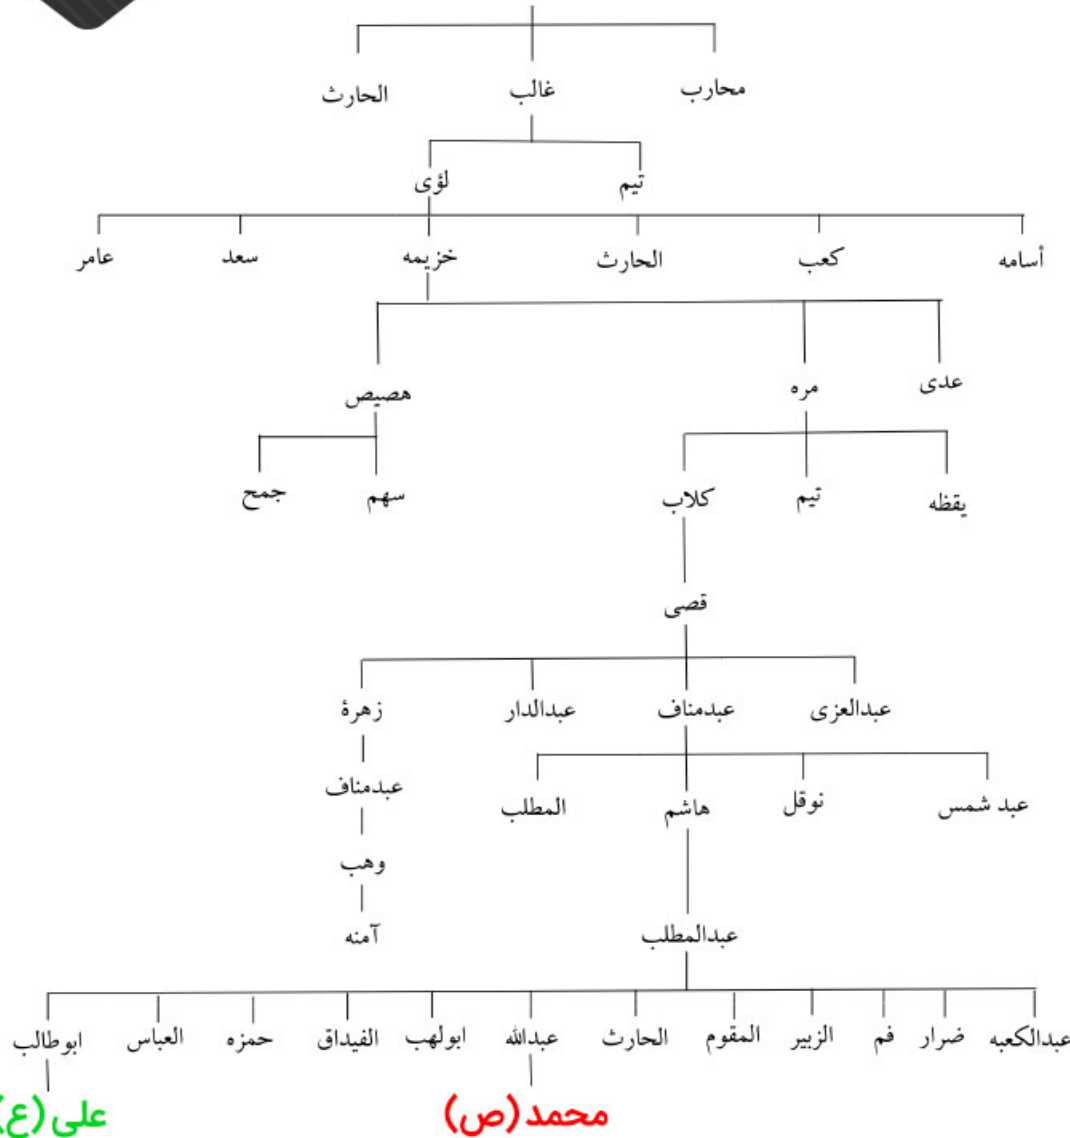 محارب غالب الحارث
تیم لؤی
أسامه کعب الحارث خزیمه سعد عامر
عدی مره هصیص
یقظه تیم کلاب سهم جمح
قصی
عبدالعزی عبدمناف عبدالدار زهرة
عبدمناف
عبد شمس نوقل هاشم المطلب
وهب
عبدالمطلب آمنه
عبدالکعبه ضرار قم الزبیر المقوم الحارث عبدالله ابولهب الفیداق حمزه العباس ابوطالب
محمد(ص) علی(ع)